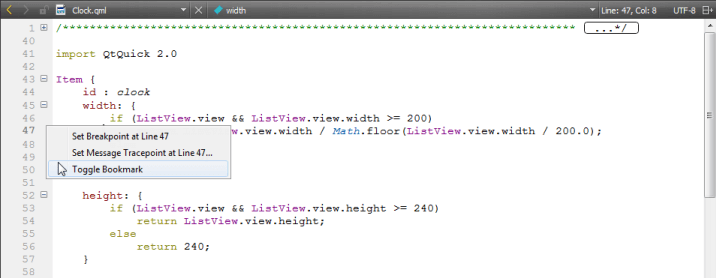 Clock.qml width Line: 47, Col: 8 UTF-8
1 /******************************************************************************* ...*/
40
41 import QtQuick 2.0
42
43 Item {
44 id : clock
45 width: {
46 if (ListView.view && ListView.view.width >= 200)
47 w.view.width / Math.floor(ListView.view.width / 200.0);
Set Breakpoint at Line 47
48
Set Message Tracepoint at Line 47...
49
50 Toggle Bookmark
51
52 height: {
53 if (ListView.view && ListView.view.height >= 240)
54 return ListView.view.height;
55 else
56 return 240;
57 }
58